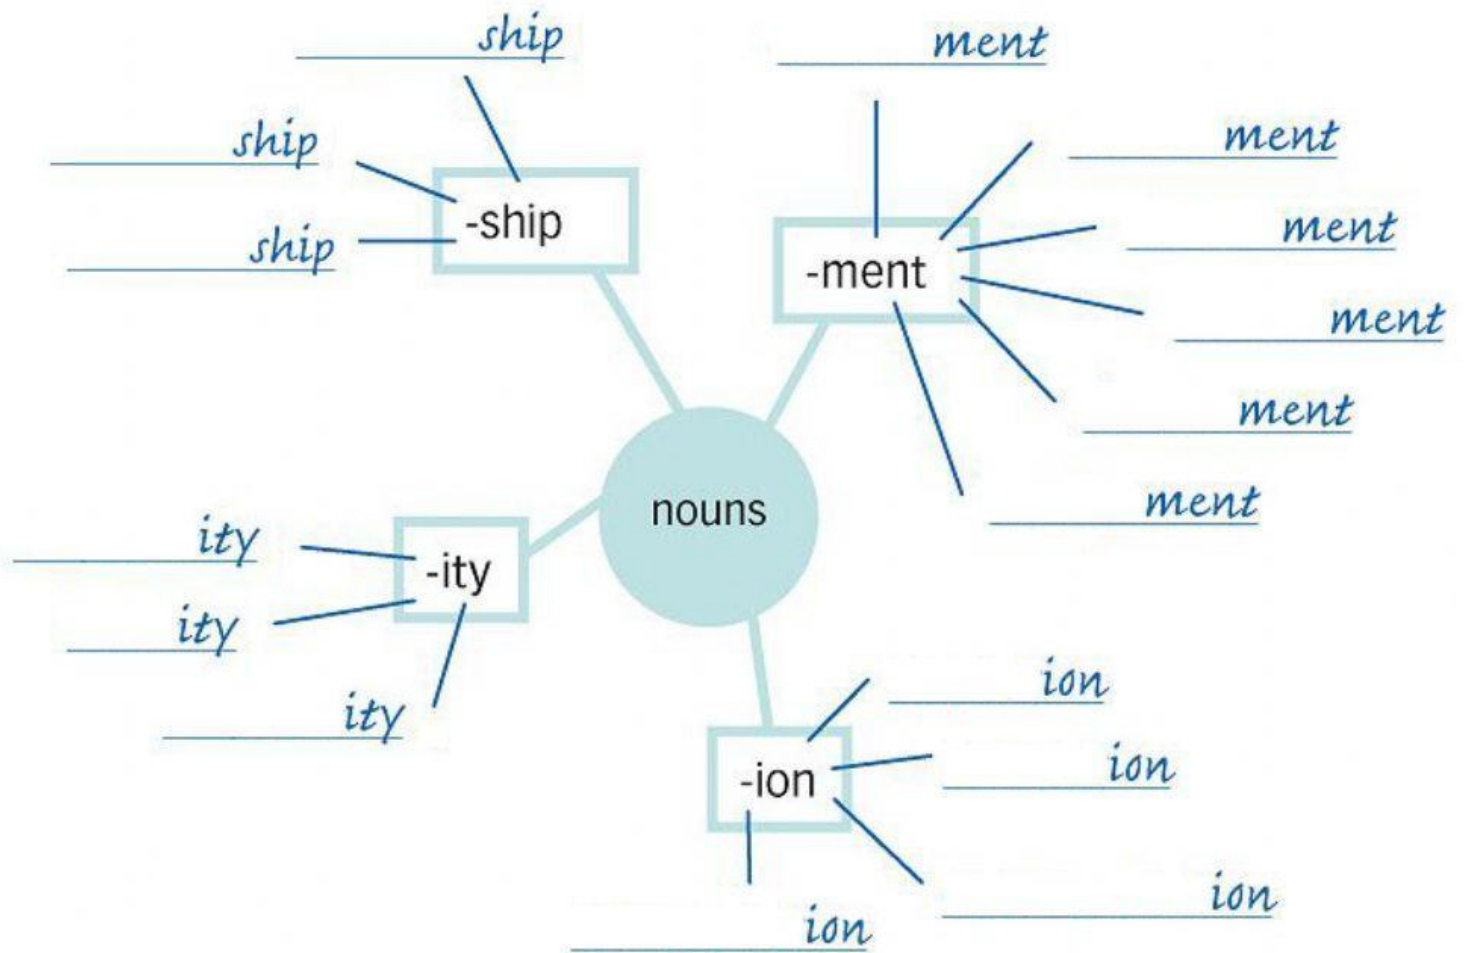 ship
ship
-ship
ship
ment
ment
ment
-ment
ment
ment
ment
nouns
ity
-ity
ity
ity
ion
ion
-ion
ion
ion